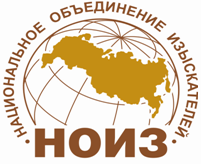 · НАЦИОНАЛЬНОЕ ОБЪЕДИНЕНИЕ ИЗЫСКАТЕЛЕЙ ·
НОИЗ